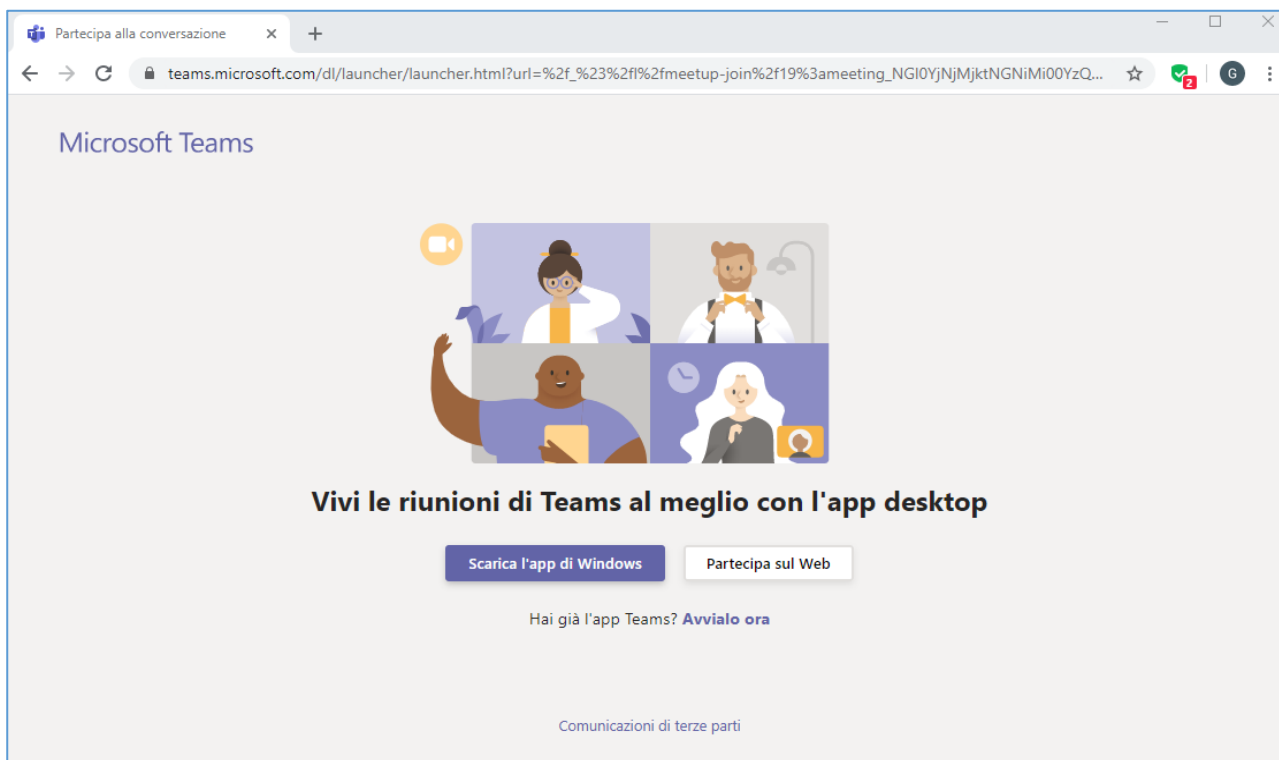 Partecipa alla conversazione
teams.microsoft.com/dl/launcher/launcher.html?url=%2f_%23%2fl%2fmeetup-join%2f19%3ameeting_NGI0YjNjMjktNGNiMi00YzQ...
2
G
Microsoft Teams
Vivi le riunioni di Teams al meglio con l'app desktop
Scarica l'app di Windows
Partecipa sul Web
Hai già l'app Teams? Avvialo ora
Comunicazioni di terze parti